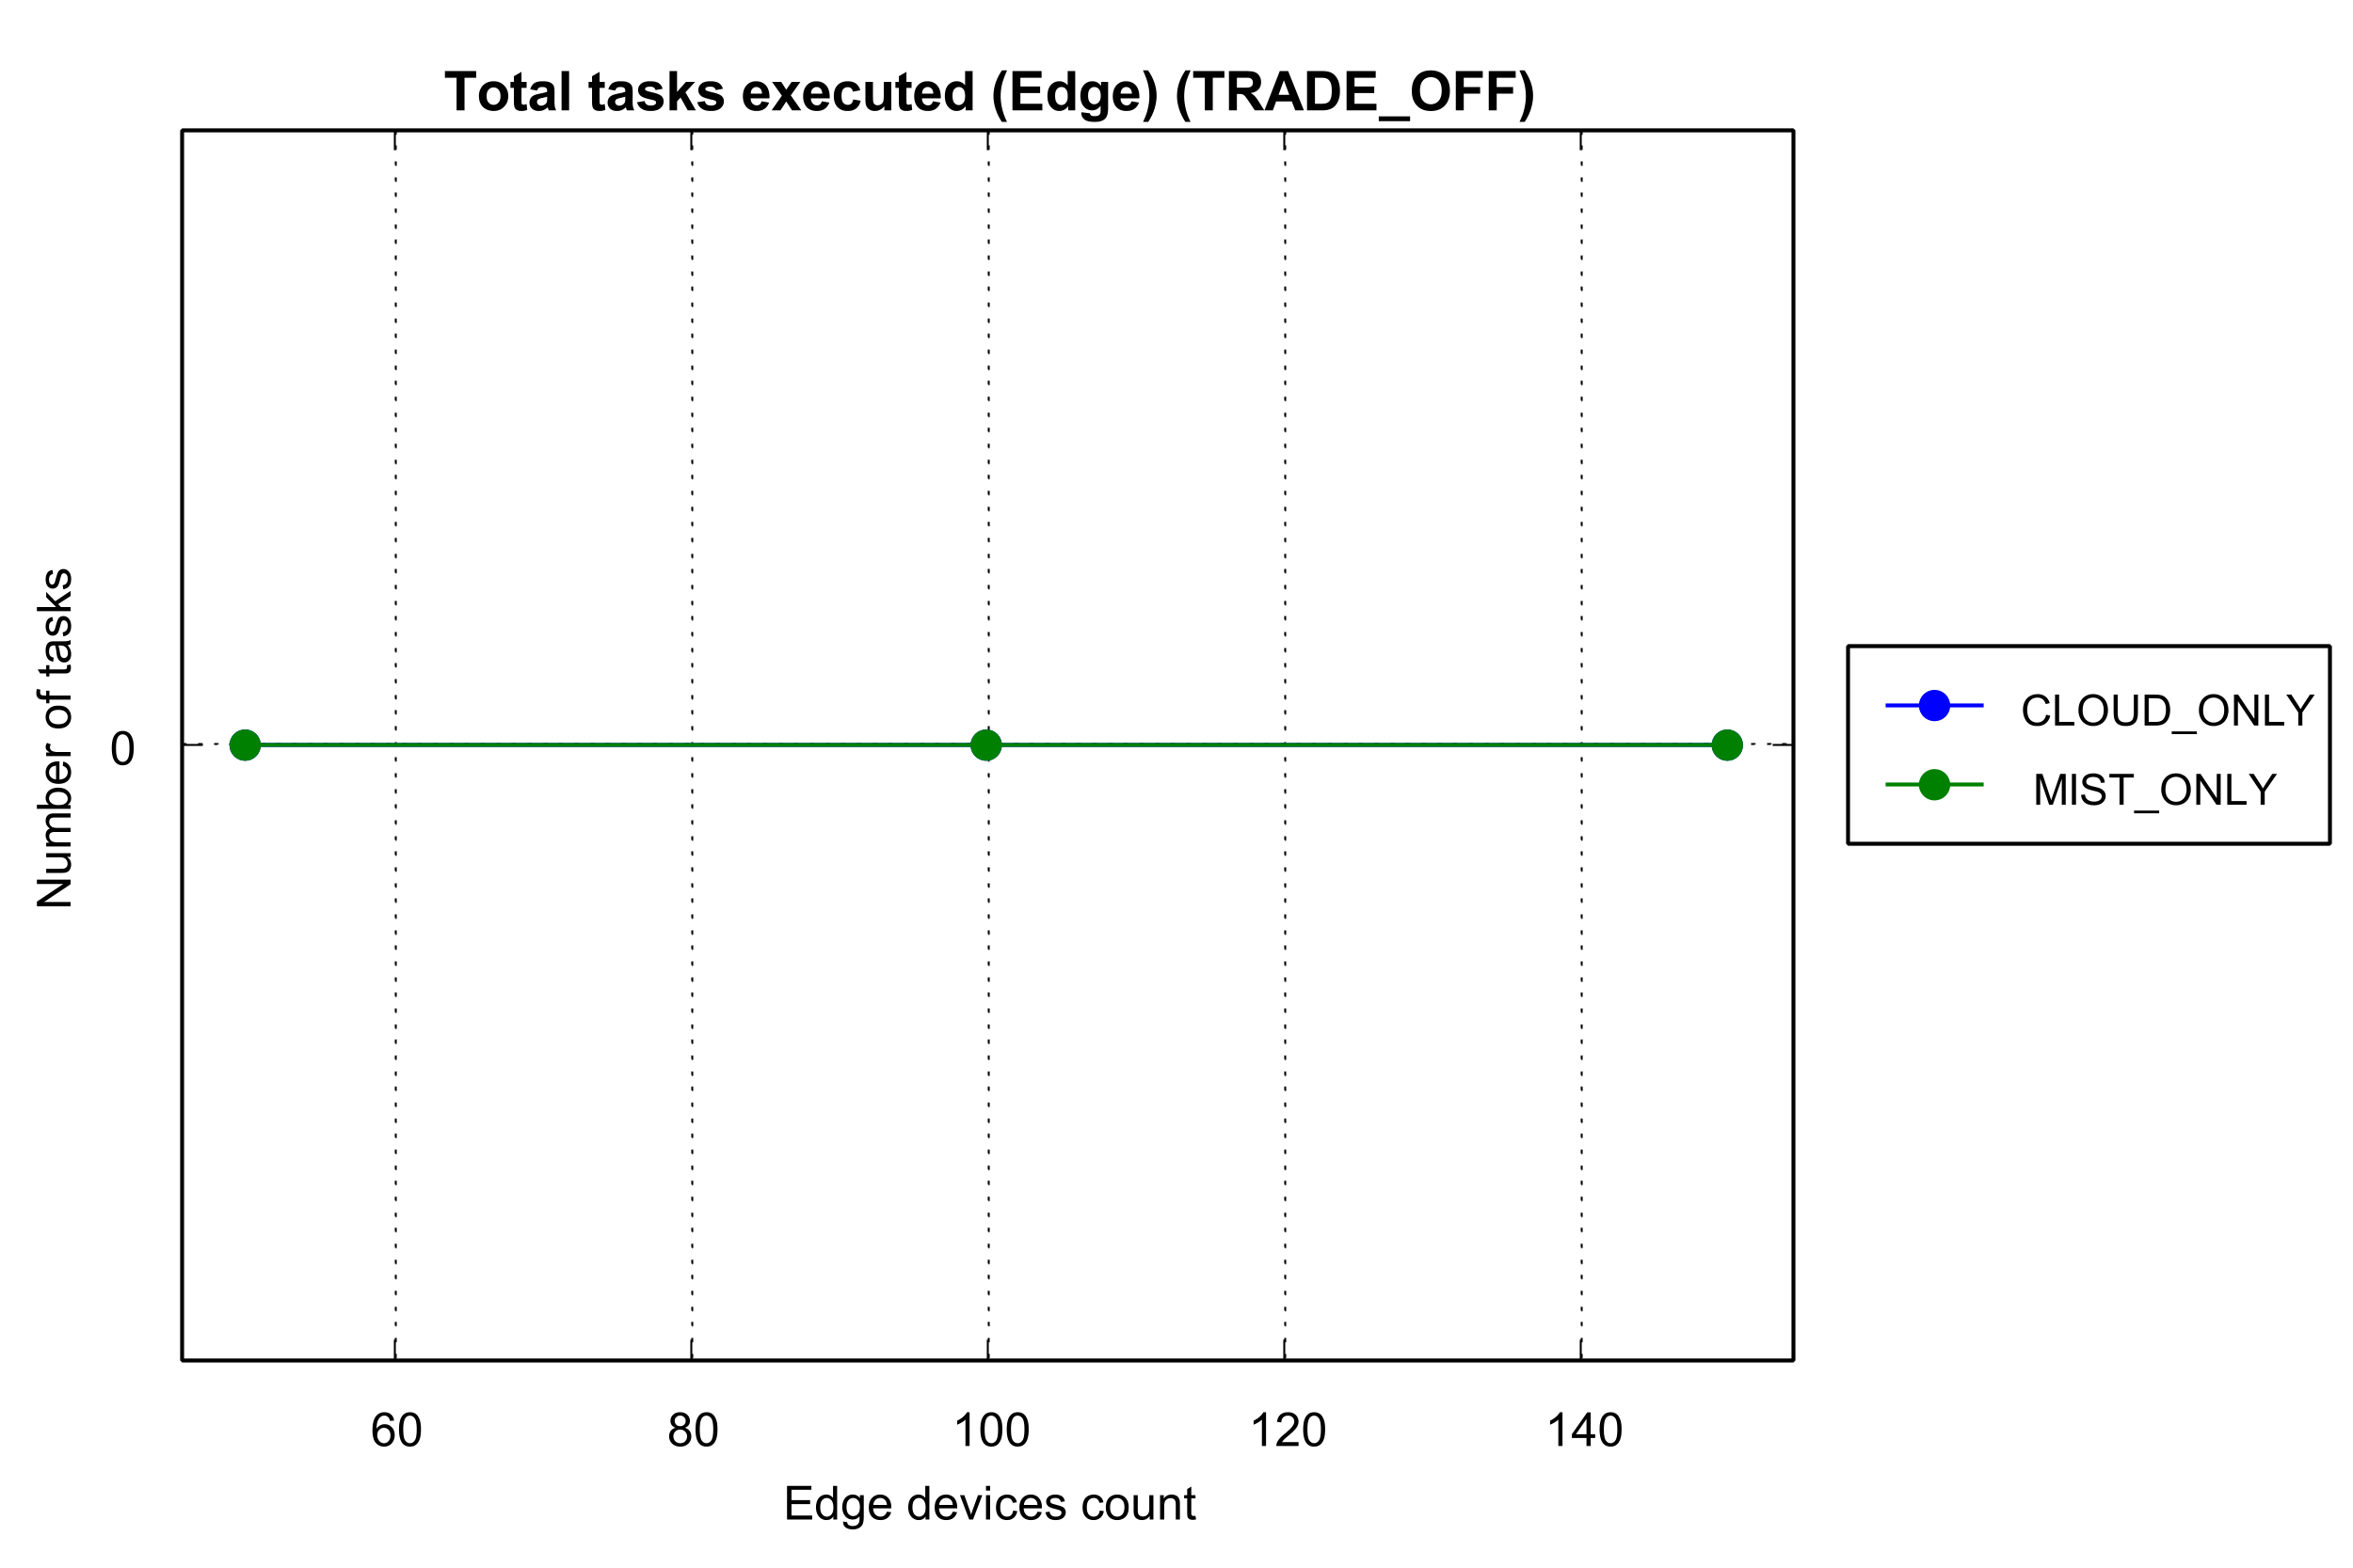 Total tasks executed (Edge) (TRADE_OFF)
Number of tasks
0
CLOUD_ONLY
MIST_ONLY
60 80 100 120 140
Edge devices count